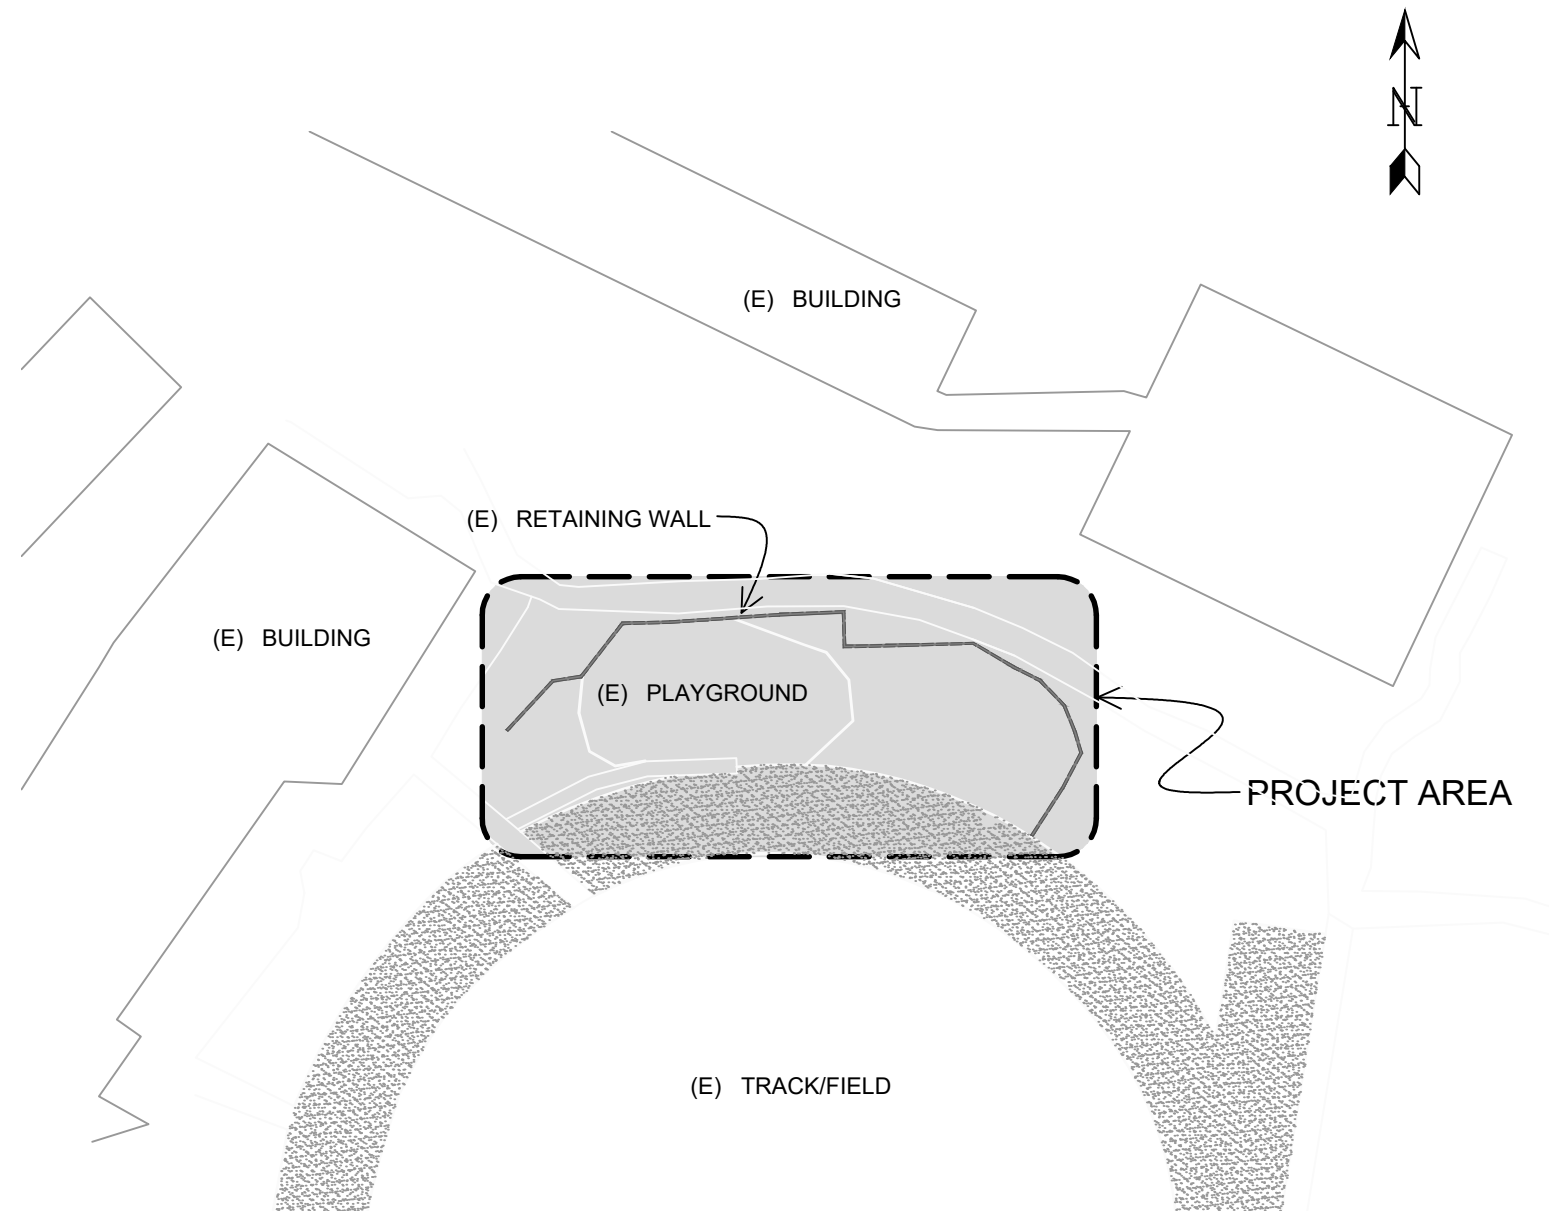 N
(E) BUILDING
(E) RETAINING WALL
(E) BUILDING
(E) PLAYGROUND
PROJECT AREA
(E) TRACK/FIELD